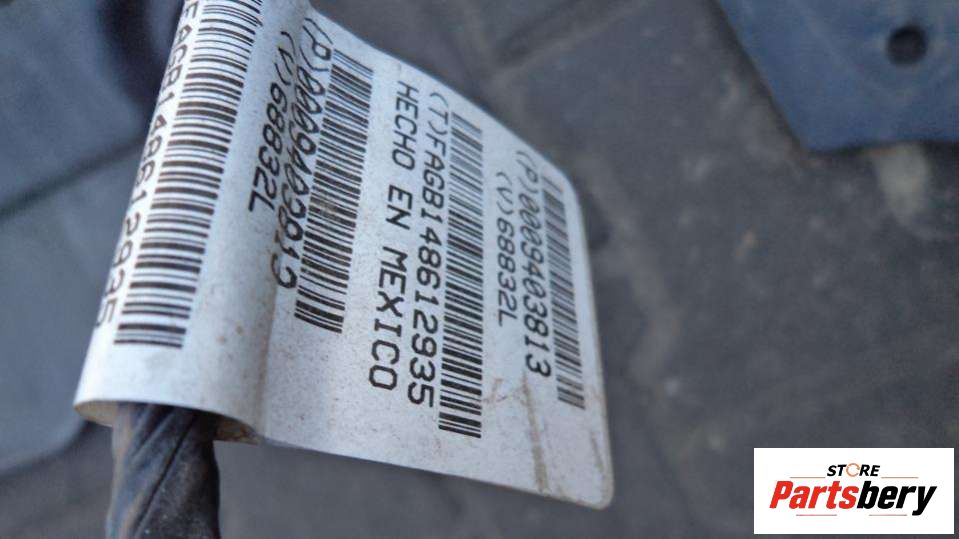 (P)0009403813
(V)68832L
(T)FAGB148612935
HECHO EN MEXICO
(P)0009403813
(V)68832L
FAGB148612935
STORE
Partsbery